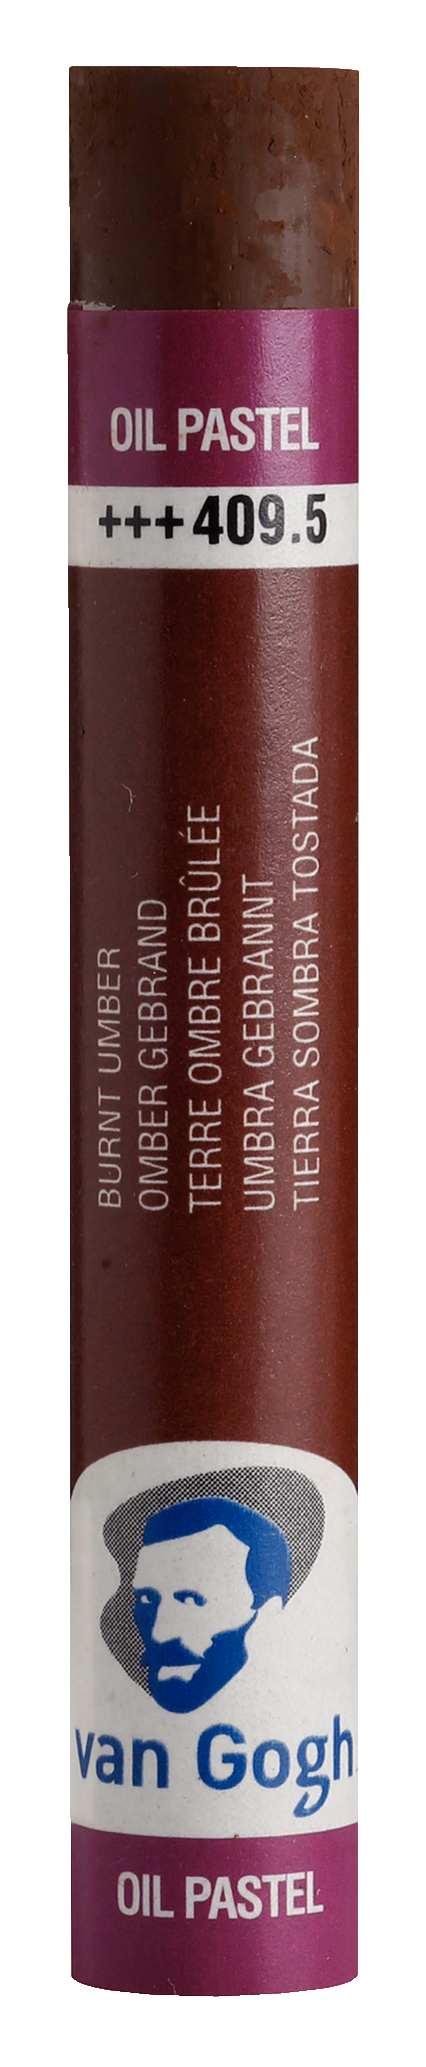 OIL PASTEL
+++409.5
BURNT UMBER
OMBER GEBRAND
TERRE OMBRE BRÛLÉE
UMBRA GEBRANNT
TIERRA SOMBRA TOSTADA
van Gogh
OIL PASTEL